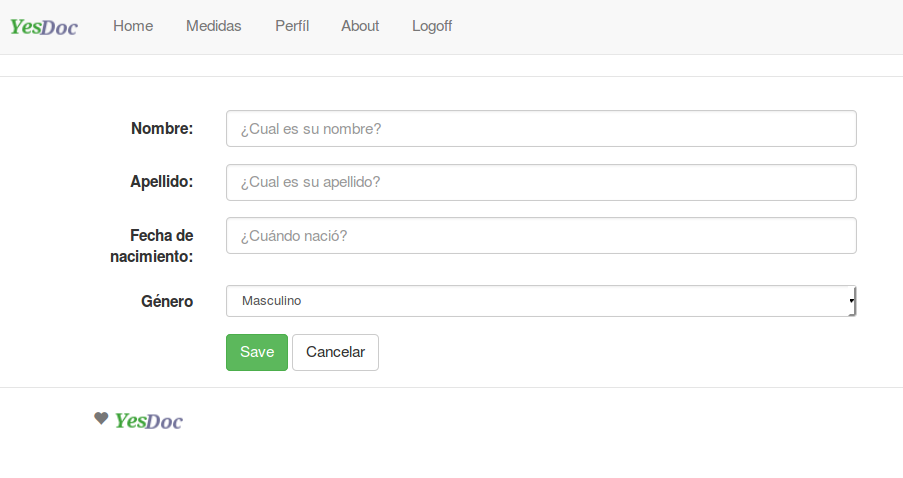 YesDoc Home Medidas Perfíl About Logoff
Nombre: ¿Cual es su nombre?
Apellido: ¿Cual es su apellido?
Fecha de nacimiento: ¿Cuándo nació?
Género Masculino
Save Cancelar
YesDoc